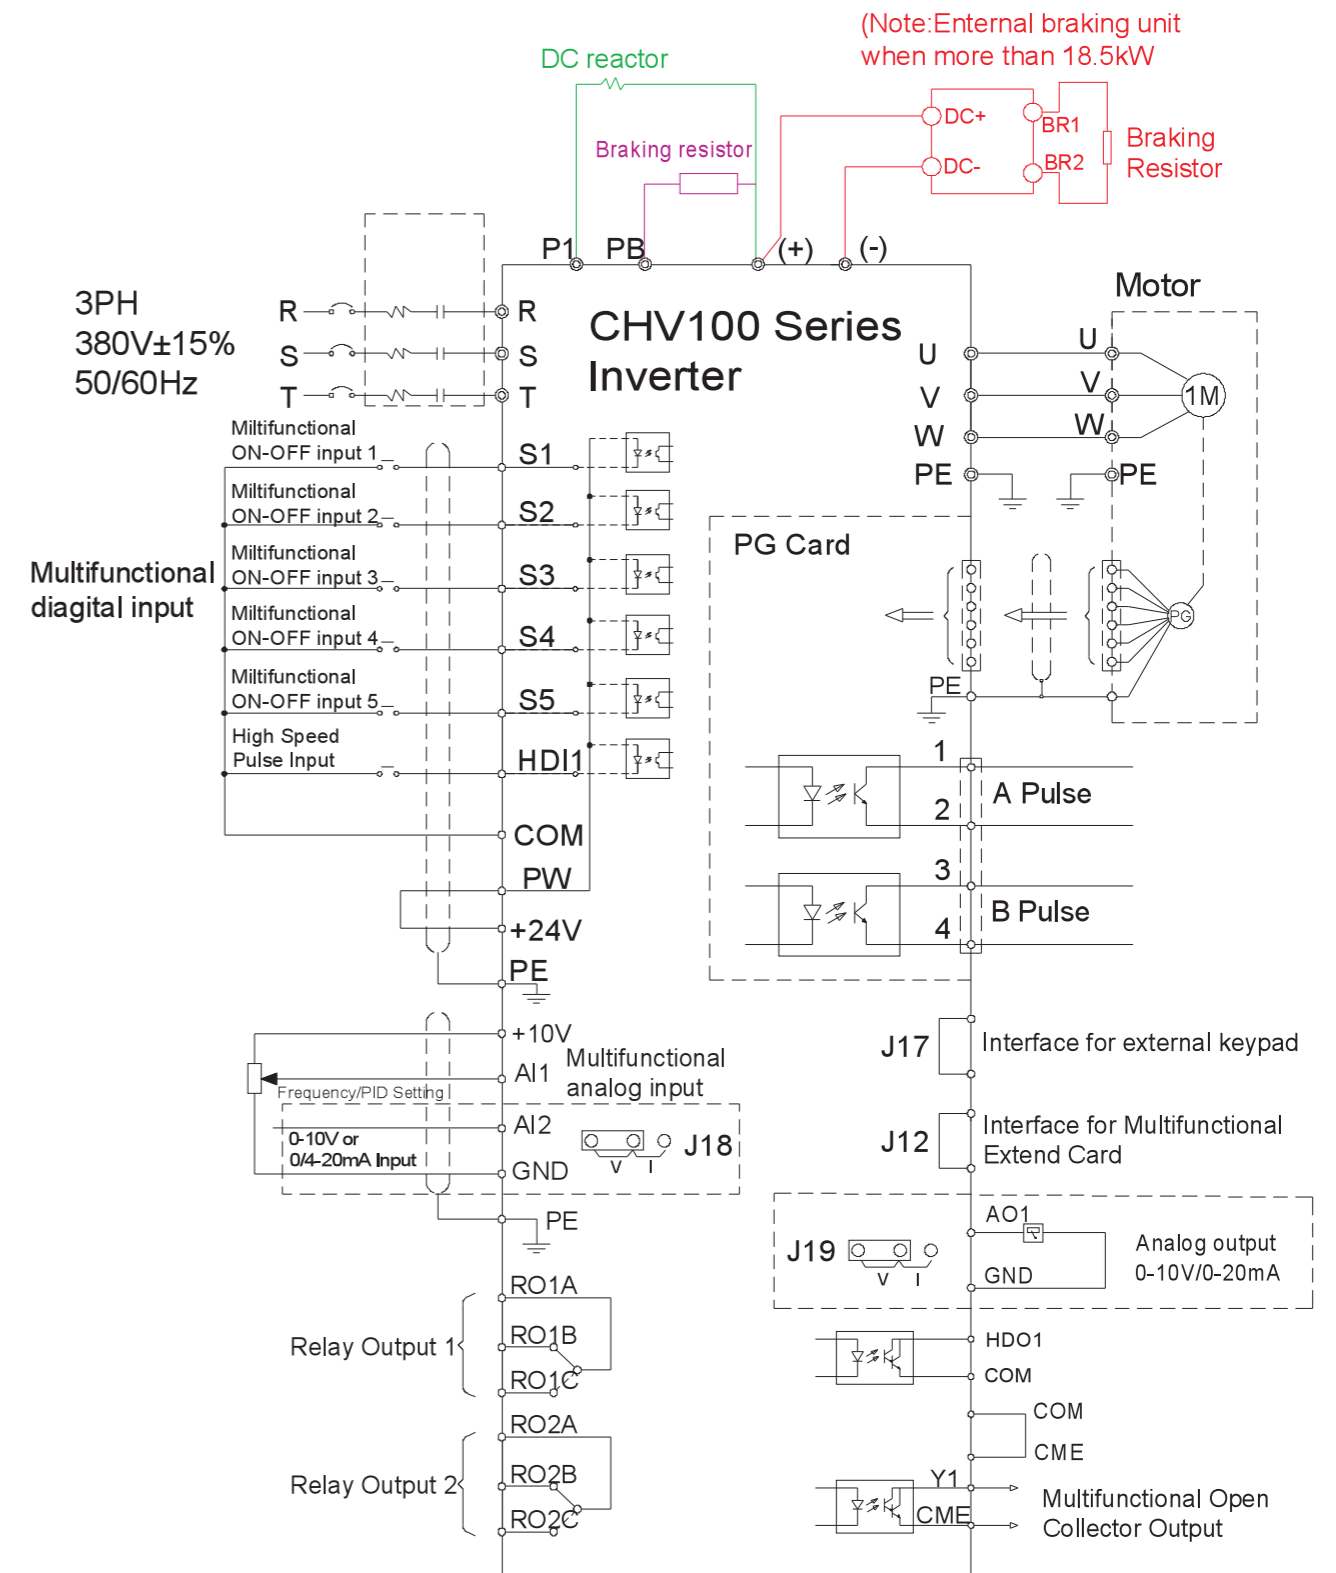 (Note:Enternal braking unit
when more than 18.5kW
DC reactor
DC+
BR1
Braking
Resistor
Braking resistor
DC-
BR2
P1
PB
(+)
(-)
3PH
380V±15%
50/60Hz
R
S
T
R
S
T
CHV100 Series
Inverter
Motor
U
V
W
PE
U
V
W
PE
1M
Miltifunctional
ON-OFF input 1
S1
Miltifunctional
ON-OFF input 2
S2
Miltifunctional
ON-OFF input 3
S3
Multifunctional
diagital input
Miltifunctional
ON-OFF input 4
S4
Miltifunctional
ON-OFF input 5
S5
High Speed
Pulse Input
HDI1
COM
PW
+24V
PE
PG Card
PG
PE
1
A Pulse
2
3
B Pulse
4
+10V
AI1
Multifunctional
analog input
Frequency/PID Setting
AI2
0-10V or
0/4-20mA Input
GND
J18
V
I
PE
J17
Interface for external keypad
J12
Interface for Multifunctional
Extend Card
J19
V
I
AO1
GND
Analog output
0-10V/0-20mA
Relay Output 1
RO1A
RO1B
RO1C
Relay Output 2
RO2A
RO2B
RO2C
HDO1
COM
COM
CME
Y1
CME
Multifunctional Open
Collector Output